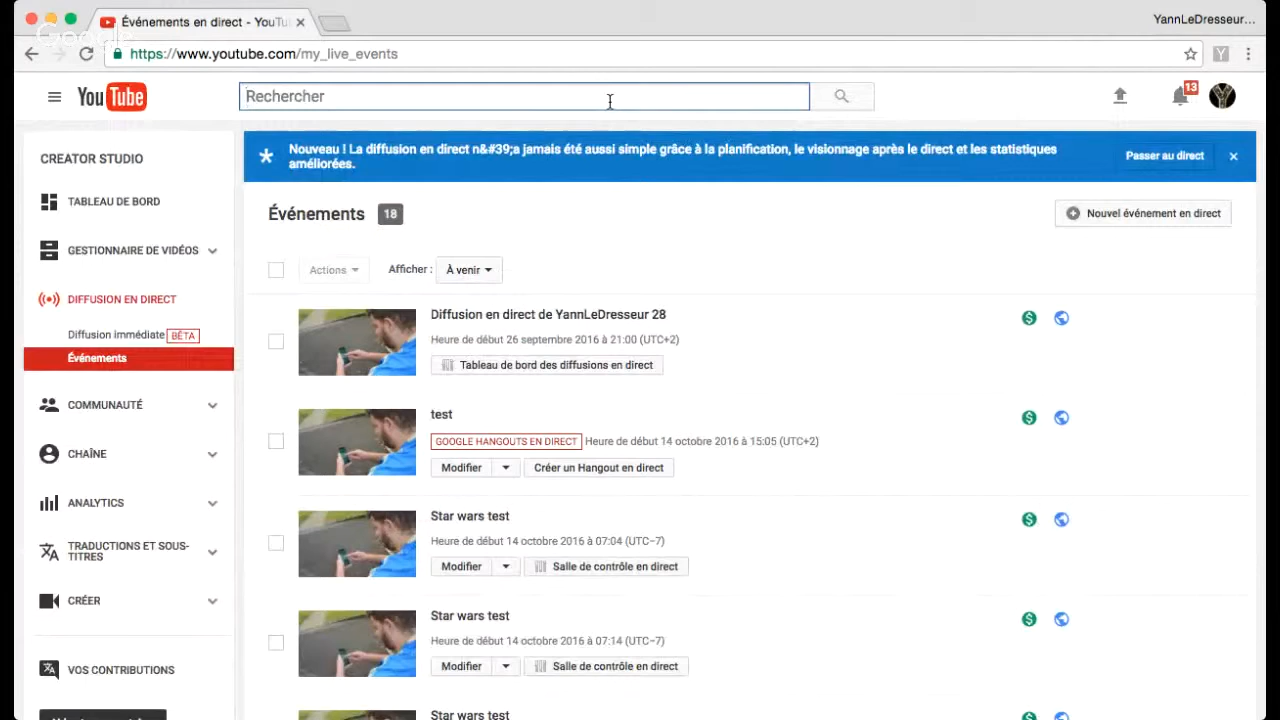 Événements en direct - YouTu
YannLeDresseur...
Google
https://www.youtube.com/my_live_events
YouTube
Rechercher
13
CREATOR STUDIO
TABLEAU DE BORD
GESTIONNAIRE DE VIDÉOS
DIFFUSION EN DIRECT
Diffusion immédiate BÊTA
Événements
COMMUNAUTÉ
CHAÎNE
ANALYTICS
TRADUCTIONS ET SOUS-
TITRES
CRÉER
VOS CONTRIBUTIONS
Nouveau ! La diffusion en direct n&#39;a jamais été aussi simple grâce à la planification, le visionnage après le direct et les statistiques
améliorées.
Passer au direct
Événements 18
Nouvel événement en direct
Actions
Afficher :
À venir
Diffusion en direct de YannLeDresseur 28
Heure de début 26 septembre 2016 à 21:00 (UTC+2)
Tableau de bord des diffusions en direct
test
GOOGLE HANGOUTS EN DIRECT Heure de début 14 octobre 2016 à 15:05 (UTC+2)
Modifier
Créer un Hangout en direct
Star wars test
Heure de début 14 octobre 2016 à 07:04 (UTC−7)
Modifier
Salle de contrôle en direct
Star wars test
Heure de début 14 octobre 2016 à 07:14 (UTC−7)
Modifier
Salle de contrôle en direct
Star wars test